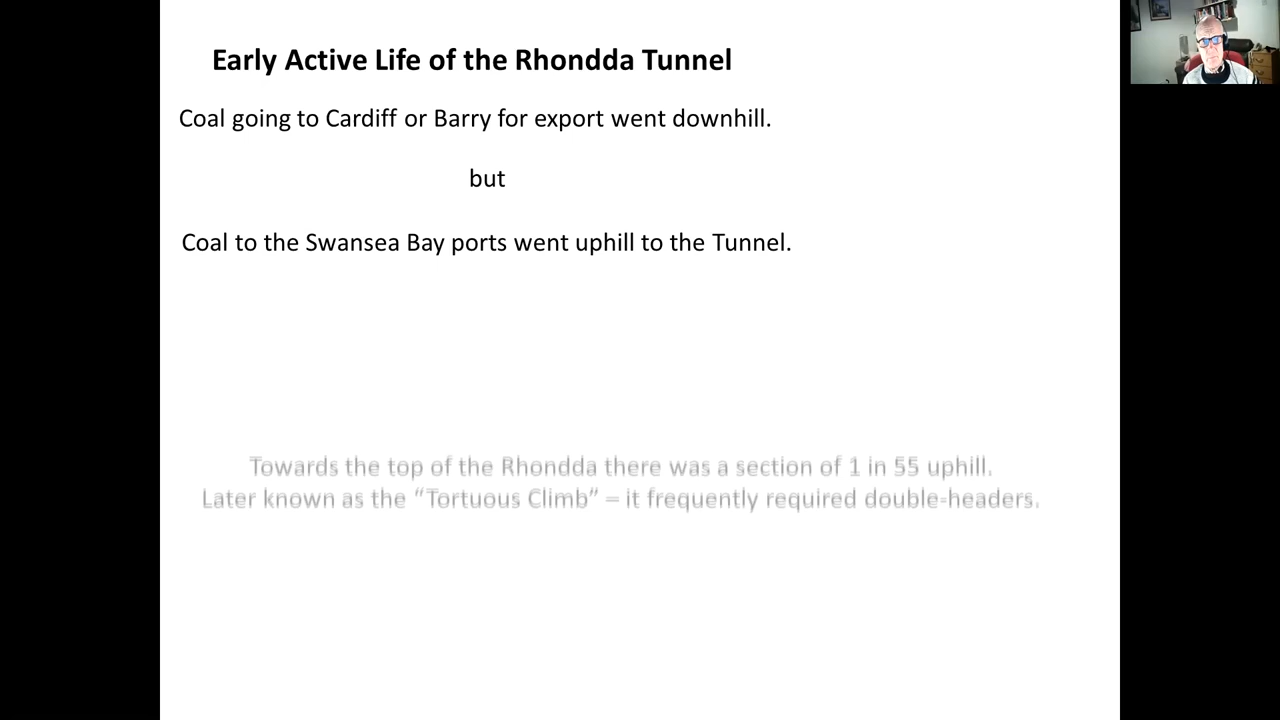 Early Active Life of the Rhondda Tunnel
Coal going to Cardiff or Barry for export went downhill.
but
Coal to the Swansea Bay ports went uphill to the Tunnel.
Towards the top of the Rhondda there was a section of 1 in 55 uphill.
Later known as the “Tortuous Climb” – it frequently required double-headers.